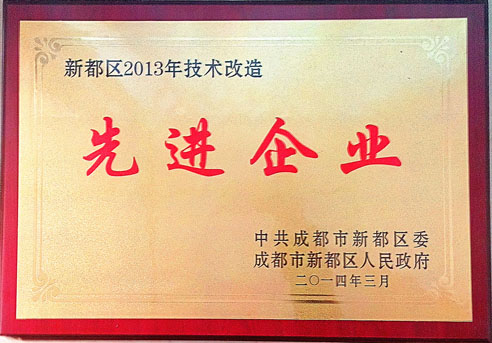 新都区2013年技术改造
先进企业
中共成都市新都区委
成都市新都区人民政府
二〇一四年三月